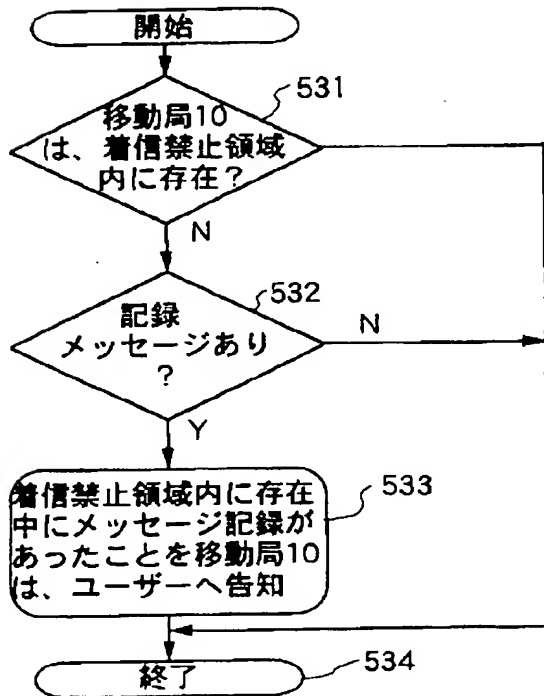 開始
531
移動局10
は、着信禁止領域
内に存在?
N
532
記録
メッセージあり
?
N
Y
533
着信禁止領域内に存在
中にメッセージ記録が
あったことを移動局10
は、ユーザーへ告知
終了
534